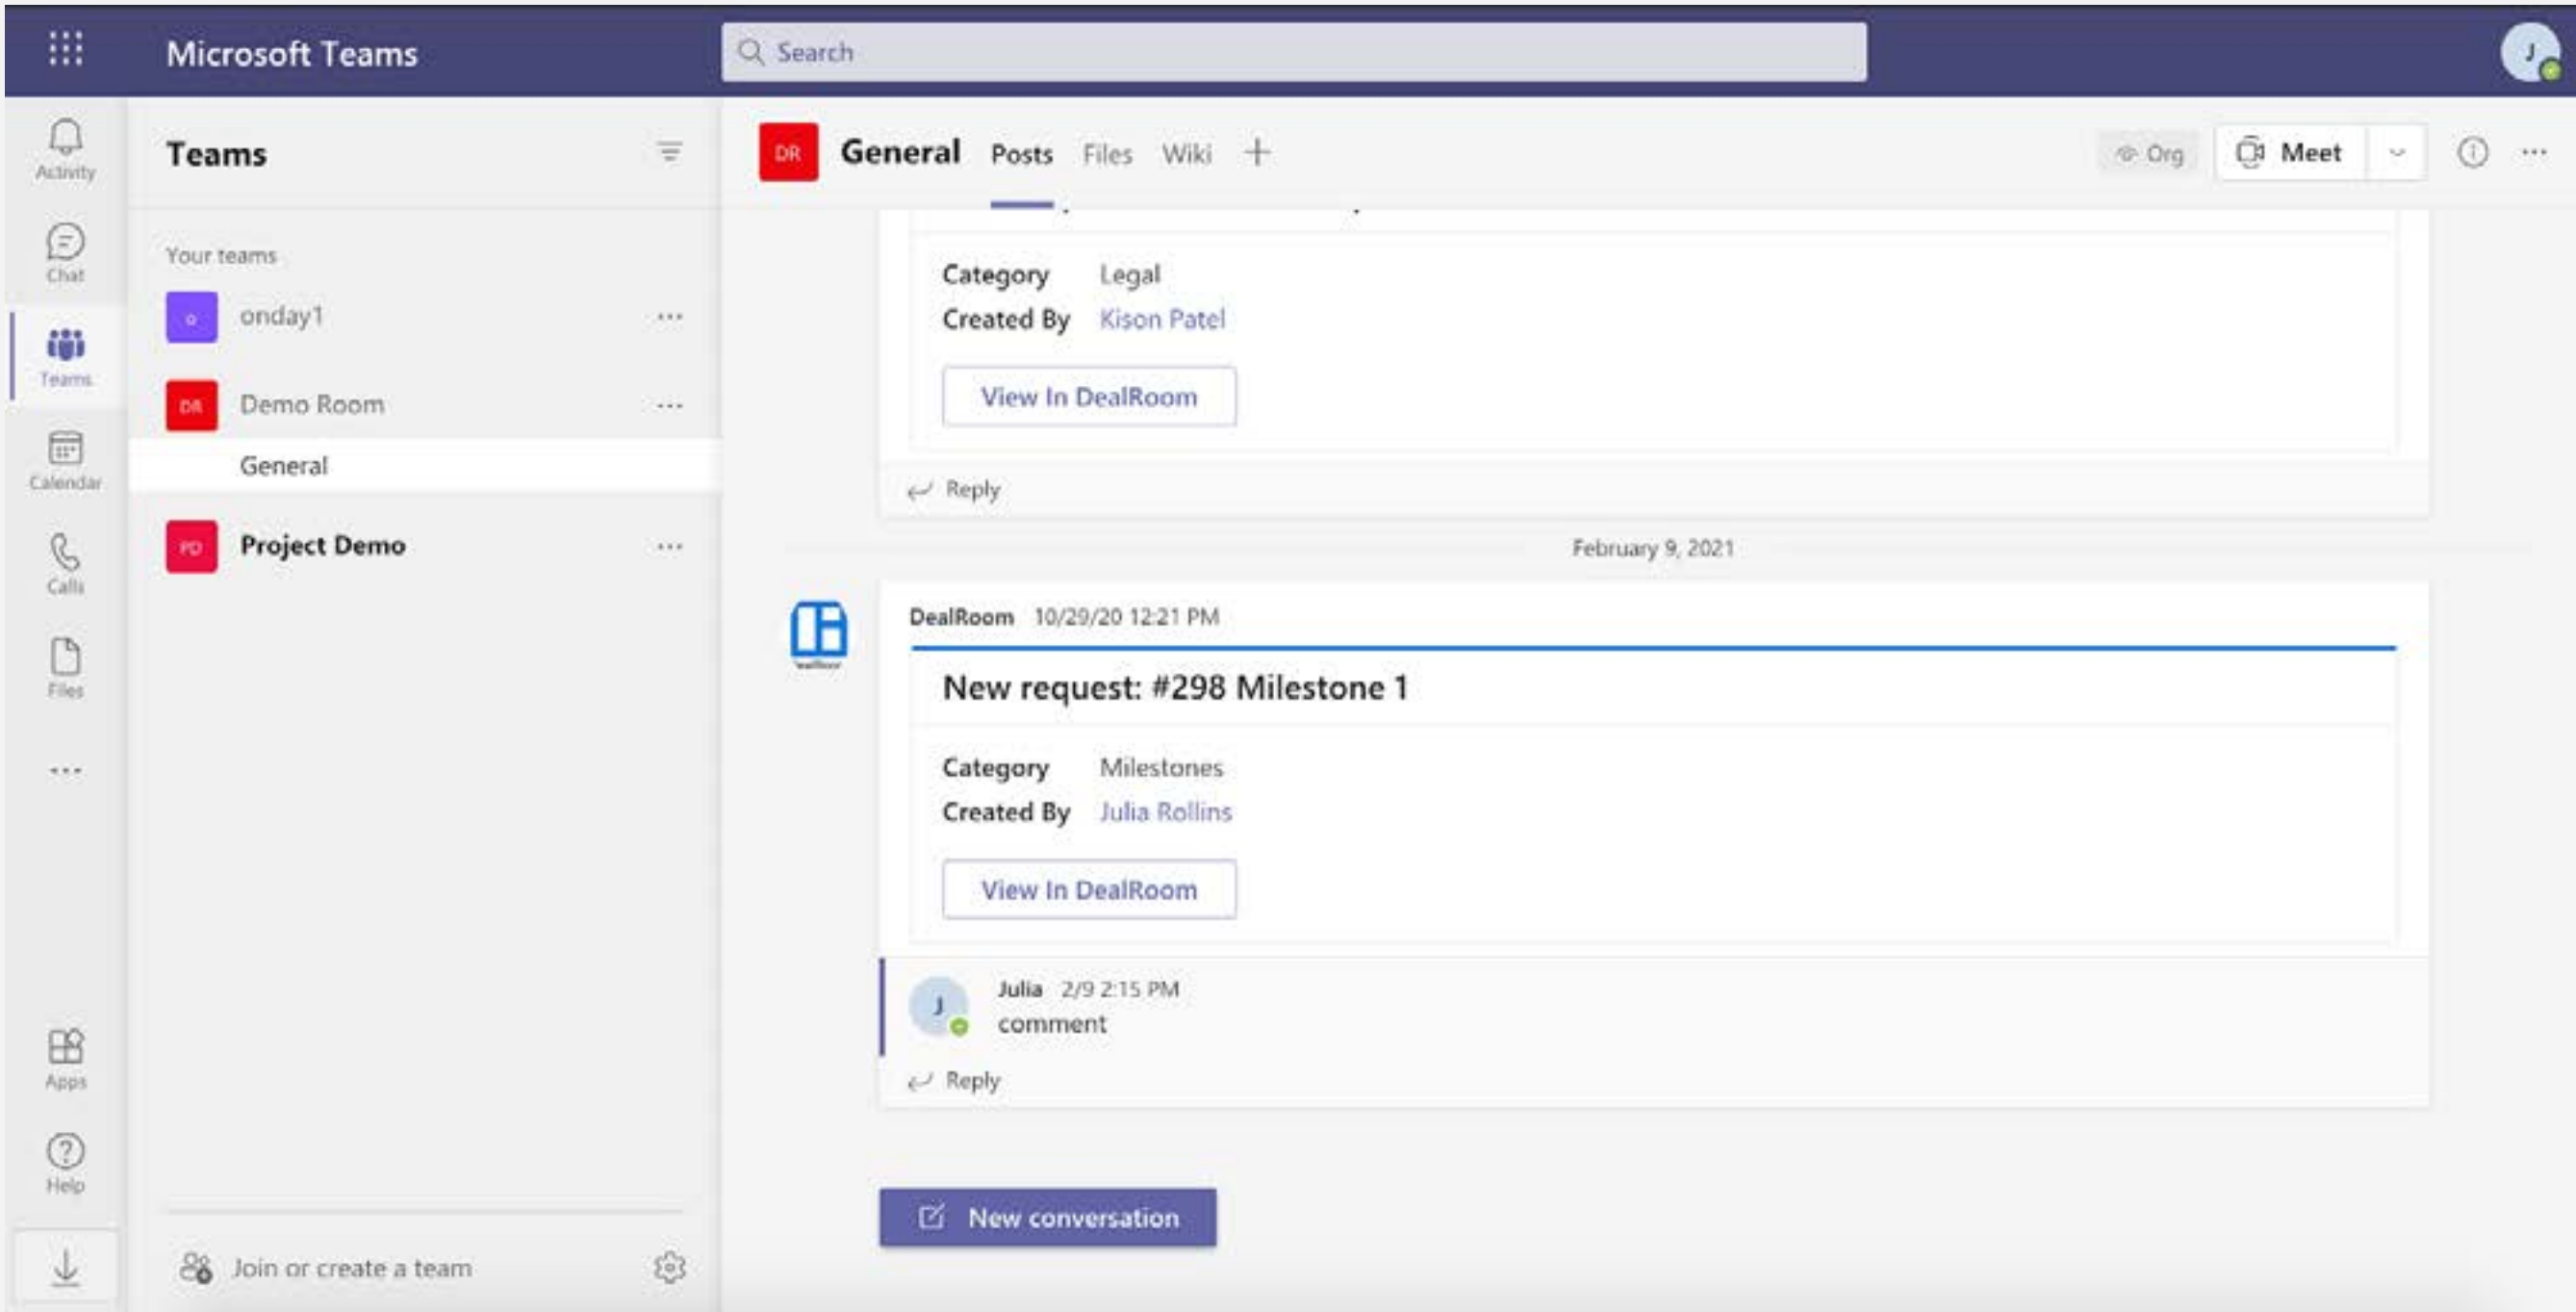 Microsoft Teams
Search
J
Activity
Chat
Teams
Calendar
Calls
Files
Apps
Help
Teams
Your teams
o onday1
DR Demo Room
General
PD Project Demo
Join or create a team
DR General Posts Files Wiki
Org Meet
Category Legal
Created By Kison Patel
View In DealRoom
Reply
February 9, 2021
DealRoom 10/29/20 12:21 PM
New request: #298 Milestone 1
Category Milestones
Created By Julia Rollins
View In DealRoom
J
Julia 2/9 2:15 PM
comment
Reply
New conversation